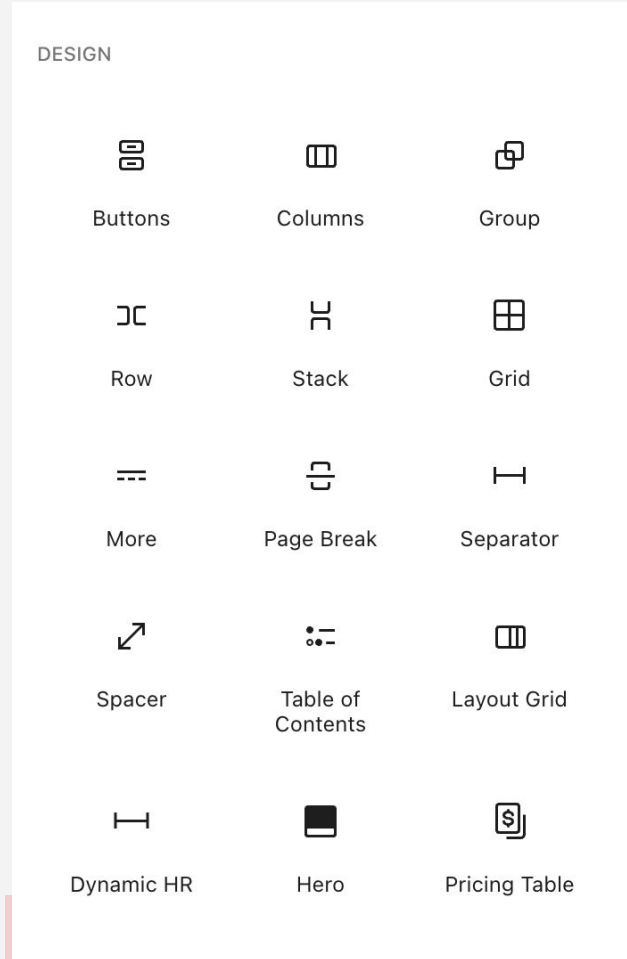 DESIGN
Buttons
Columns
Group
Row
Stack
Grid
More
Page Break
Separator
Spacer
Table of
Contents
Layout Grid
Dynamic HR
Hero
Pricing Table